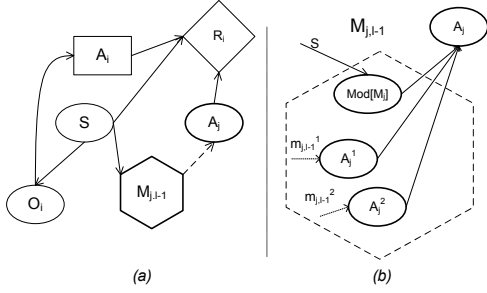 A_i
R_i
S
A_j
O_i
M_{j,l-1}
(a)
M_{j,l-1}
A_j
S
Mod[M_j]
m_{j,l-1}^1
A_j^1
m_{j,l-1}^2
A_j^2
(b)